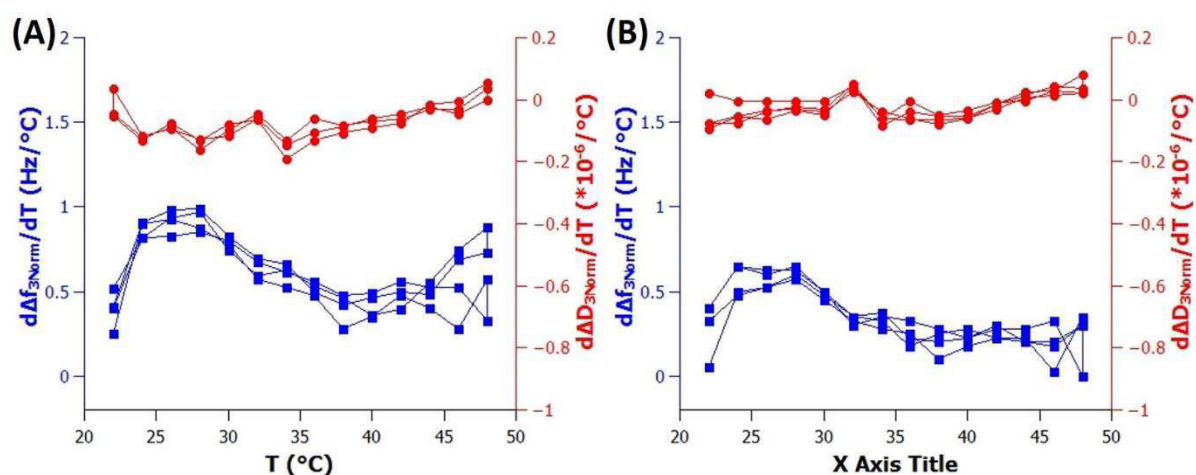 (A)
dΔf3Norm/dT (Hz/°C)
2
1.5
1
0.5
0
0.2
0
−0.2
−0.4
−0.6
−0.8
−1
dΔD3Norm/dT (*10-6/°C)
20 25 30 35 40 45 50
T (°C)
(B)
dΔf3Norm/dT (Hz/°C)
2
1.5
1
0.5
0
0.2
0
−0.2
−0.4
−0.6
−0.8
−1
dΔD3Norm/dT (*10-6/°C)
20 25 30 35 40 45 50
X Axis Title